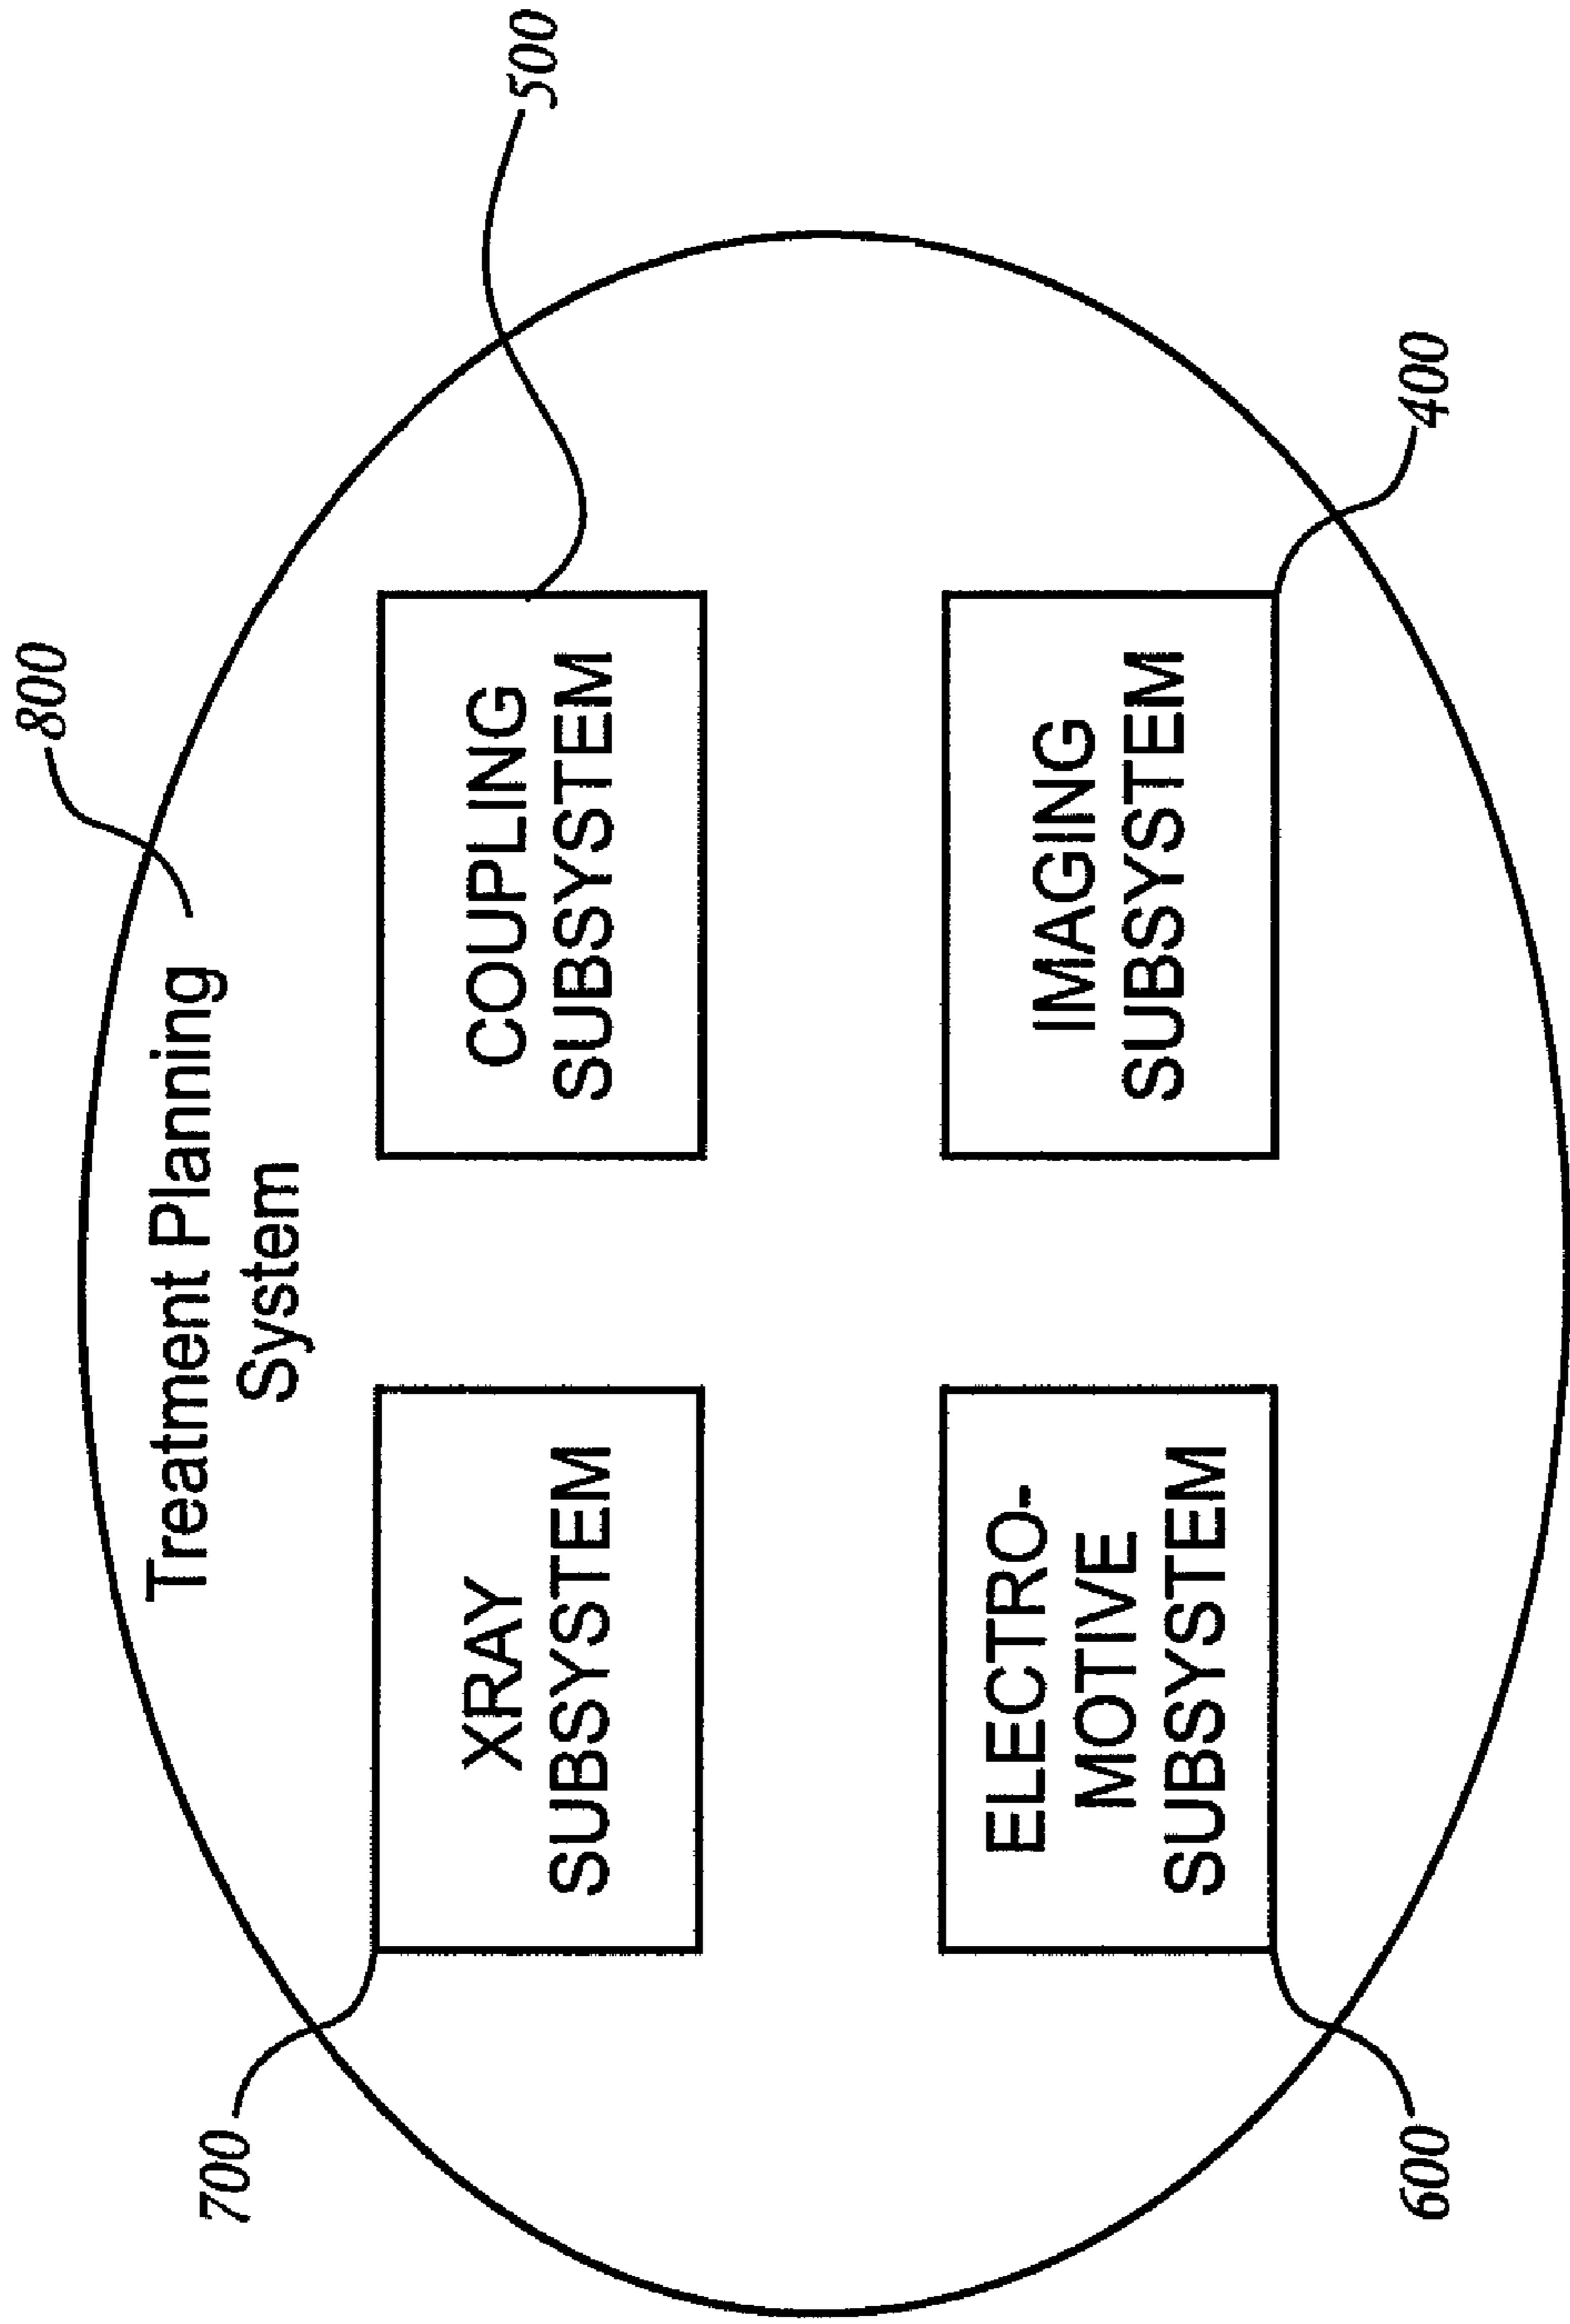 800
Treatment Planning
System
700
XRAY
SUBSYSTEM
COUPLING
SUBSYSTEM
500
ELECTRO-
MOTIVE
SUBSYSTEM
600
IMAGING
SUBSYSTEM
400